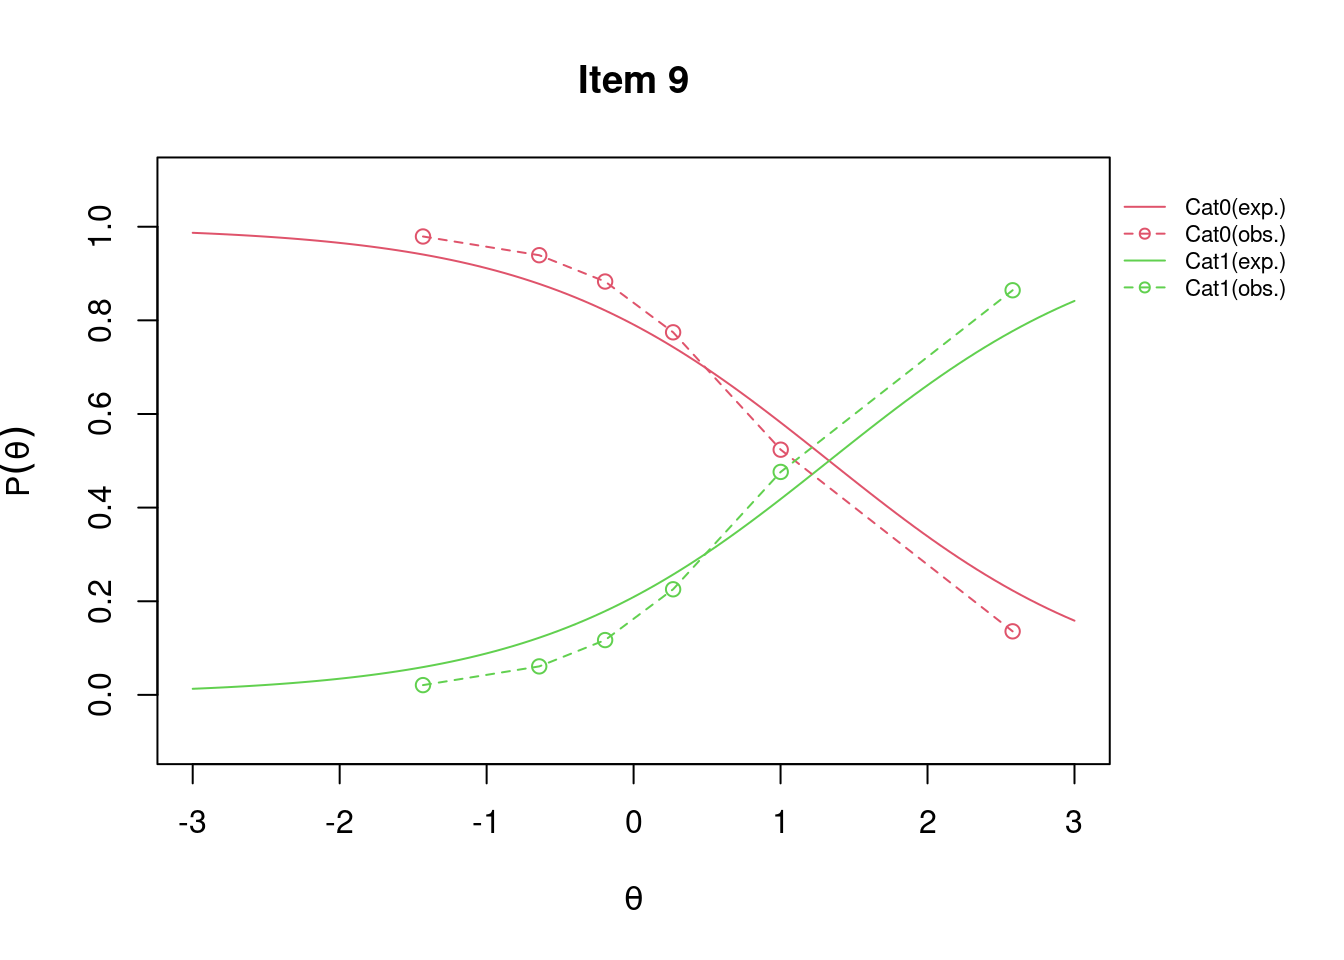 Item 9
P(θ)
1.0
0.8
0.6
0.4
0.2
0.0
-3 -2 -1 0 1 2 3
θ
Cat0(exp.)
Cat0(obs.)
Cat1(exp.)
Cat1(obs.)